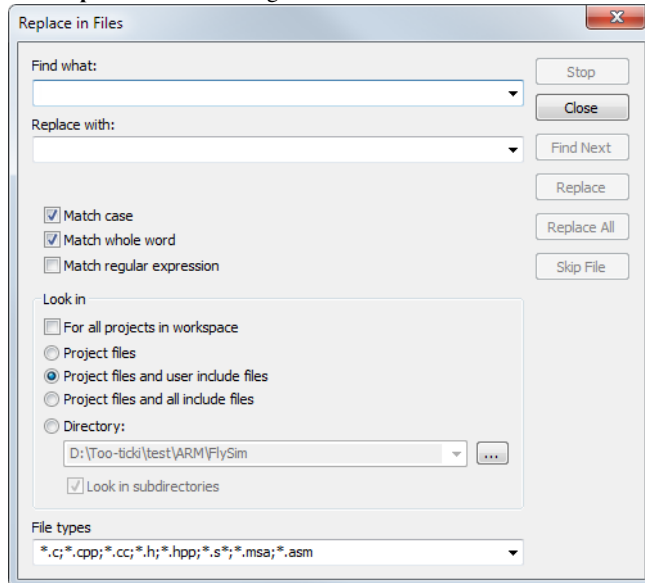 Replace in Files
Find what:
Stop
Close
Replace with:
Find Next
Replace
Match case
Replace All
Match whole word
Match regular expression
Skip File
Look in
For all projects in workspace
Project files
Project files and user include files
Project files and all include files
Directory:
D:\Too-ticki\test\ARM\FlySim
...
Look in subdirectories
File types
*.c;*.cpp;*.cc;*.h;*.hpp;*.s*;*.msa;*.asm